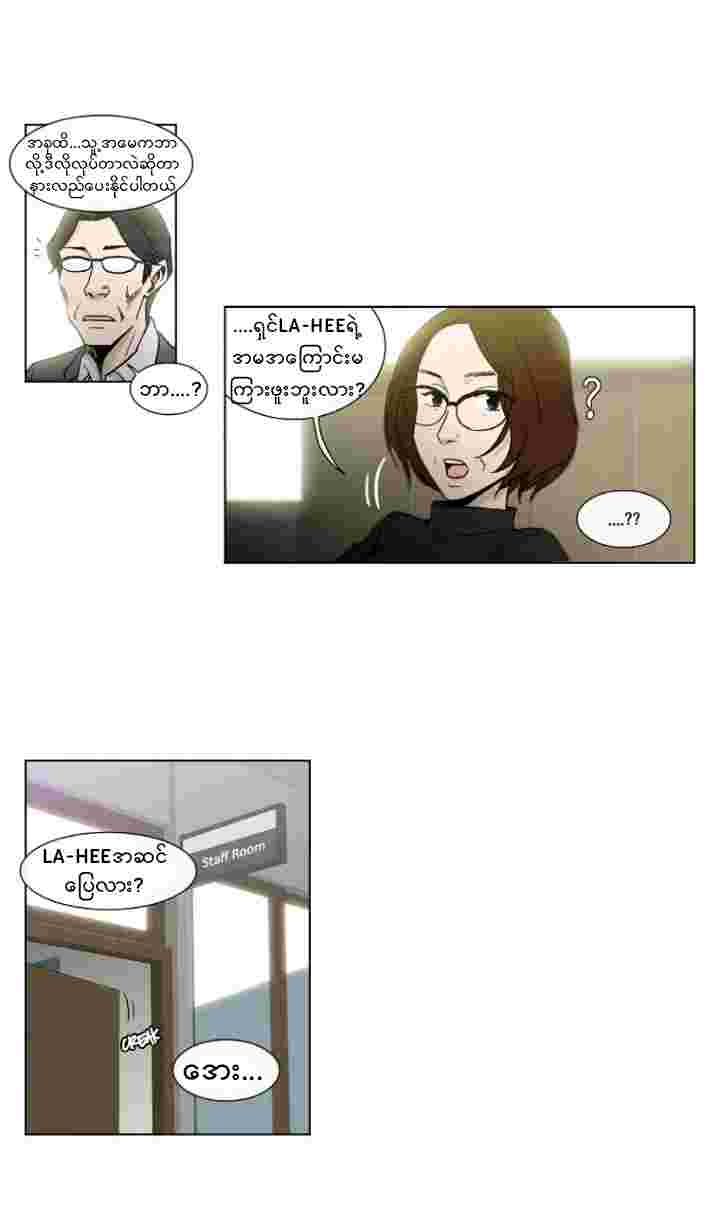 အခုထိ...သူ့အမေကဘာ
လို့ဒီလိုလုပ်တာလဲဆိုတာ
နားလည်ပေးနိုင်ပါတယ်
ဘာ....?
....ရှင်LA-HEEရဲ့
အမအကြောင်းမ
ကြားဖူးဘူးလား?
?
....??
Staff Room
LA-HEEအဆင်
ပြေလား?
CREAK
အေး...